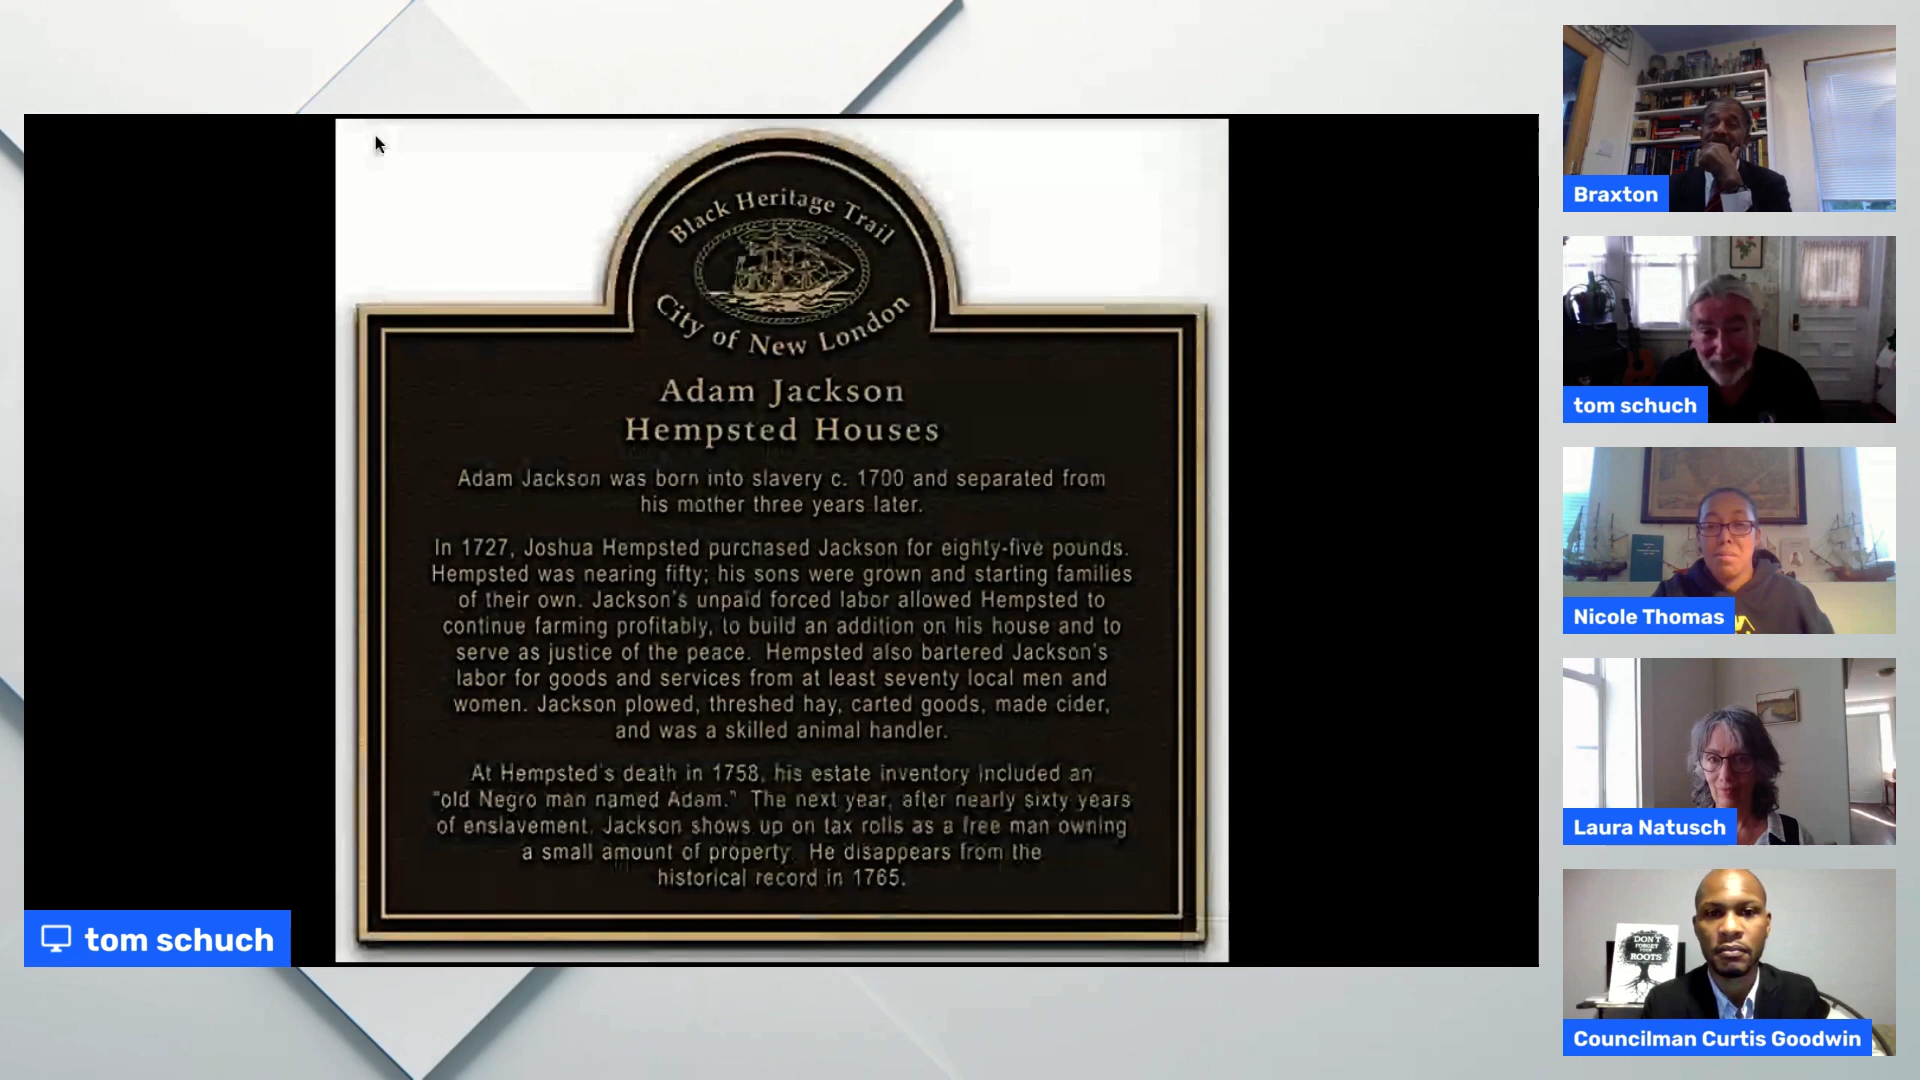 Black Heritage Trail
City of New London
Adam Jackson
Hempsted Houses
Adam Jackson was born into slavery c. 1700 and separated from
his mother three years later.
In 1727, Joshua Hempsted purchased Jackson for eighty-five pounds.
Hempsted was nearing fifty; his sons were grown and starting families
of their own. Jackson's unpaid forced labor allowed Hempsted to
continue farming profitably, to build an addition on his house and to
serve as justice of the peace. Hempsted also bartered Jackson's
labor for goods and services from at least seventy local men and
women. Jackson plowed, threshed hay, carted goods, made cider,
and was a skilled animal handler.
At Hempsted's death in 1758, his estate inventory included an
"old Negro man named Adam." The next year, after nearly sixty years
of enslavement, Jackson shows up on tax rolls as a free man owning
a small amount of property. He disappears from the
historical record in 1765.
tom schuch
Braxton
tom schuch
Nicole Thomas
Laura Natusch
DON'T
FORGET
YOUR
ROOTS
Councilman Curtis Goodwin